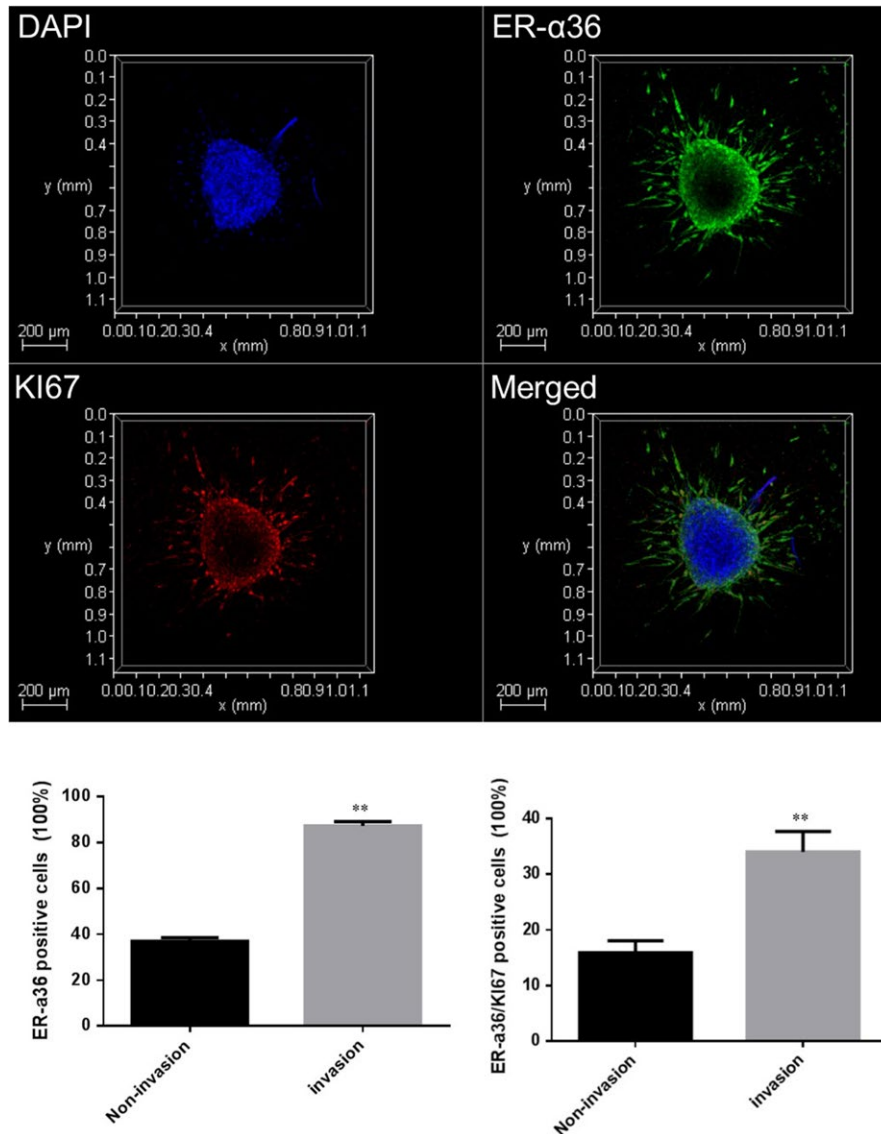 DAPI
0.0
0.1
0.2
0.3
0.4
y (mm)
0.7
0.8
0.9
1.0
1.1
200 µm
0.00.10.20.30.4 0.80.91.01.1
x (mm)
ER-α36
0.0
0.1
0.2
0.3
0.4
y (mm)
0.7
0.8
0.9
1.0
1.1
200 µm
0.00.10.20.30.4 0.80.91.01.1
x (mm)
KI67
0.0
0.1
0.2
0.3
0.4
y (mm)
0.7
0.8
0.9
1.0
1.1
200 µm
0.00.10.20.30.4 0.80.91.01.1
x (mm)
Merged
0.0
0.1
0.2
0.3
0.4
y (mm)
0.7
0.8
0.9
1.0
1.1
200 µm
0.00.10.20.30.4 0.80.91.01.1
x (mm)
ER-a36 positive cells (100%)
100
80
60
40
20
0
**
Non-invasion
invasion
ER-a36/KI67 positive cells (100%)
40
30
20
10
0
**
Non-invasion
invasion